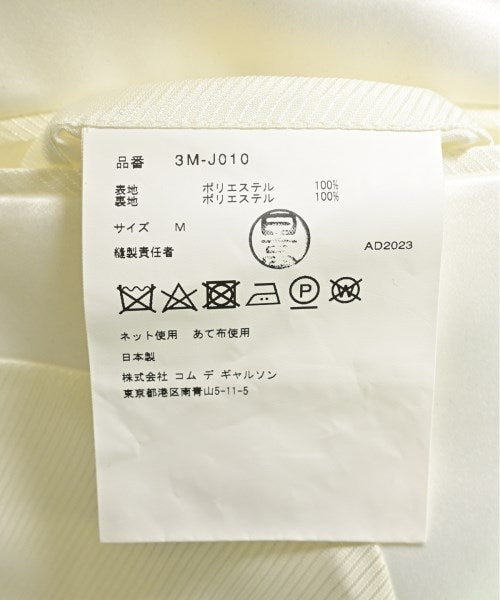 品番 3M-J010
表地 ポリエステル 100%
裏地 ポリエステル 100%
サイズ M
縫製責任者
AD2023
P W
ネット使用 あて布使用
日本製
株式会社 コム デ ギャルソン
東京都港区南青山5-11-5